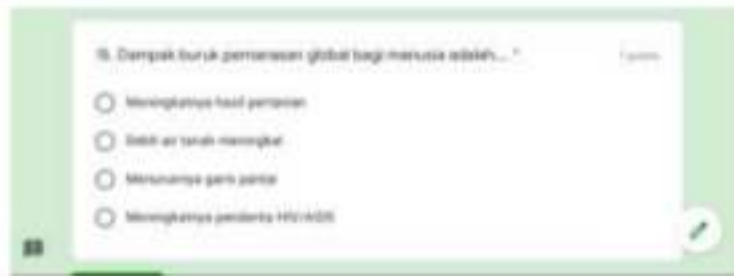 Dampak buruk pemanasan global bagi manusia adalah... *
Meningkatnya hasil pertanian
Debit air tanah meningkat
Menurunnya garis pantai
Meningkatnya penderita HIV/AIDS